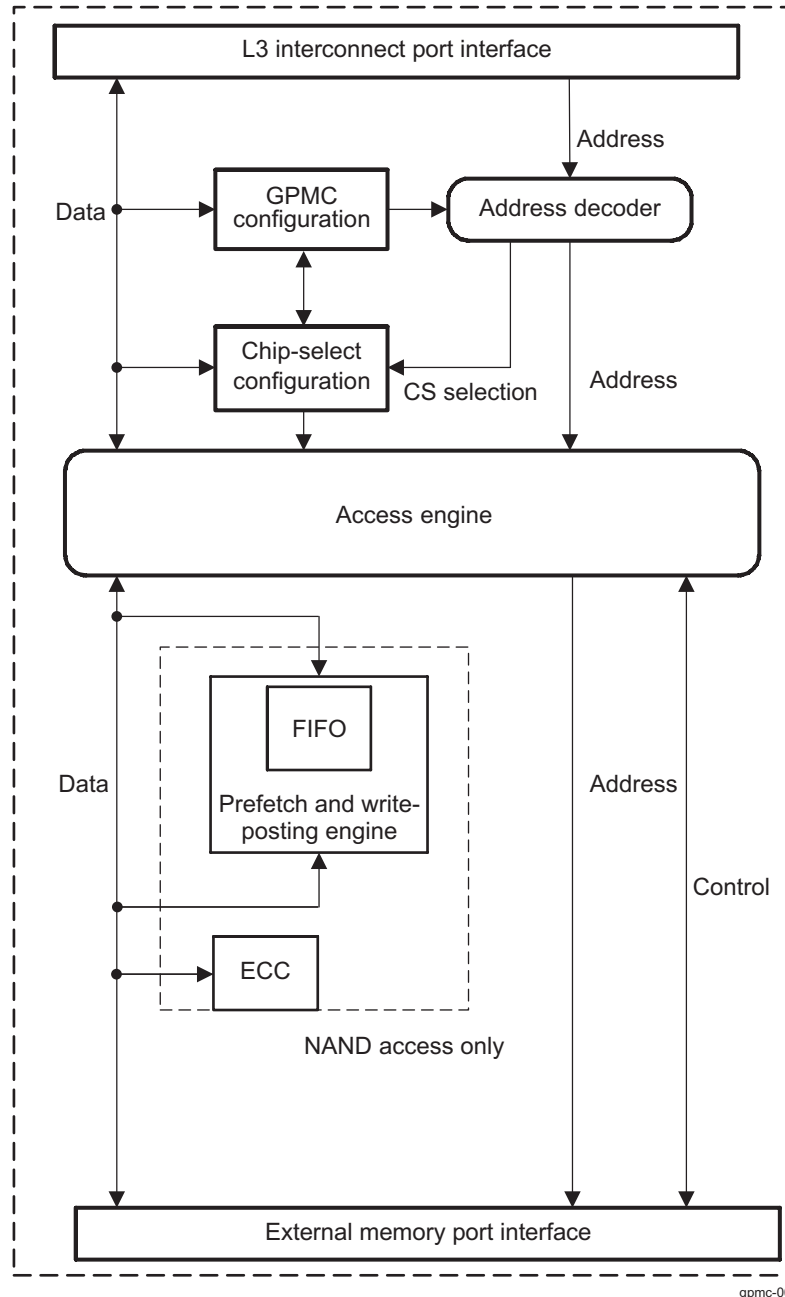 L3 interconnect port interface
Address
GPMC
configuration
Address decoder
Data
Chip-select
configuration
CS selection
Address
Access engine
FIFO
Data
Prefetch and write-
posting engine
Address
Control
ECC
NAND access only
External memory port interface